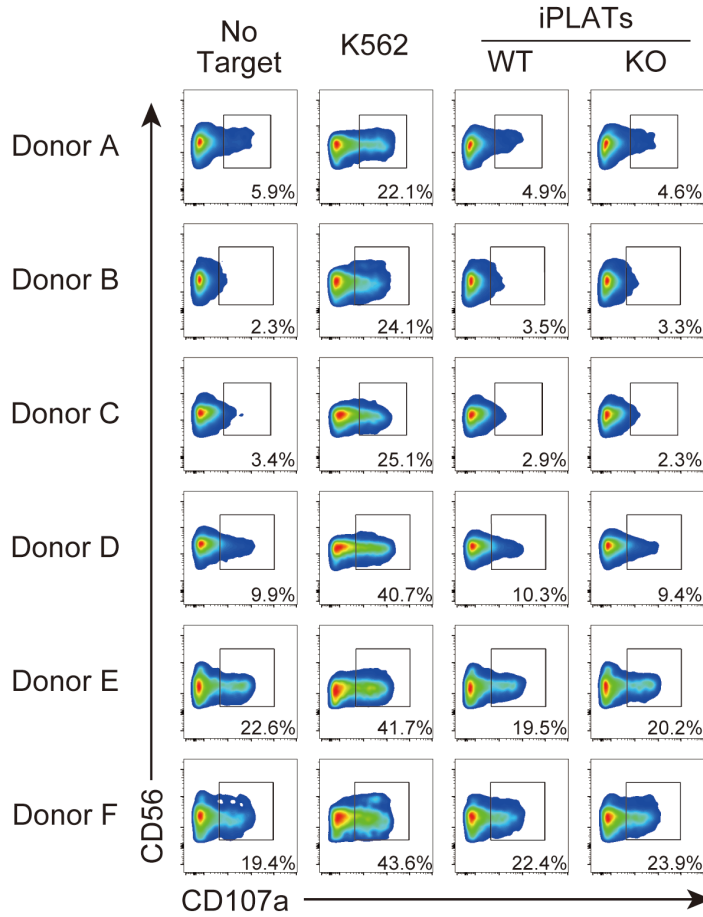 iPLATs
No Target K562 WT KO
Donor A 5.9% 22.1% 4.9% 4.6%
Donor B 2.3% 24.1% 3.5% 3.3%
Donor C 3.4% 25.1% 2.9% 2.3%
Donor D 9.9% 40.7% 10.3% 9.4%
Donor E 22.6% 41.7% 19.5% 20.2%
Donor F 19.4% 43.6% 22.4% 23.9%
CD56
CD107a